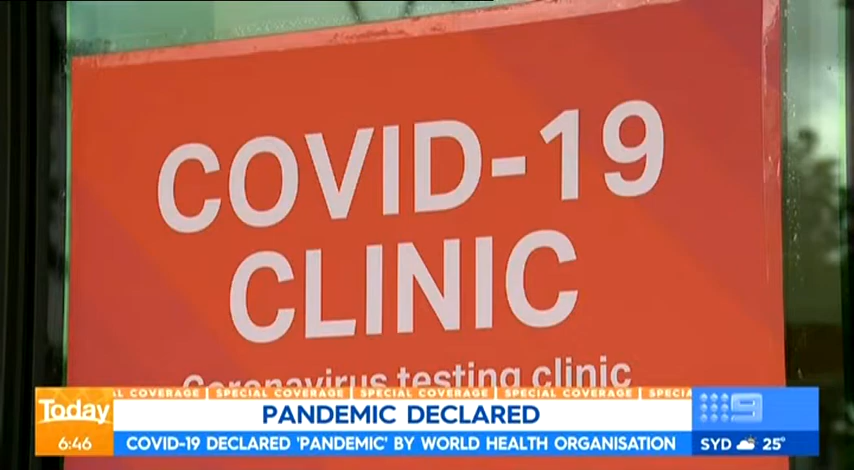 COVID-19
CLINIC
Coronavirus testing clinic
SPECIAL COVERAGE SPECIAL COVERAGE SPECIAL COVERAGE SPECIAL COVERAGE
Today
PANDEMIC DECLARED
9
6:46
COVID-19 DECLARED 'PANDEMIC' BY WORLD HEALTH ORGANISATION
SYD 25°